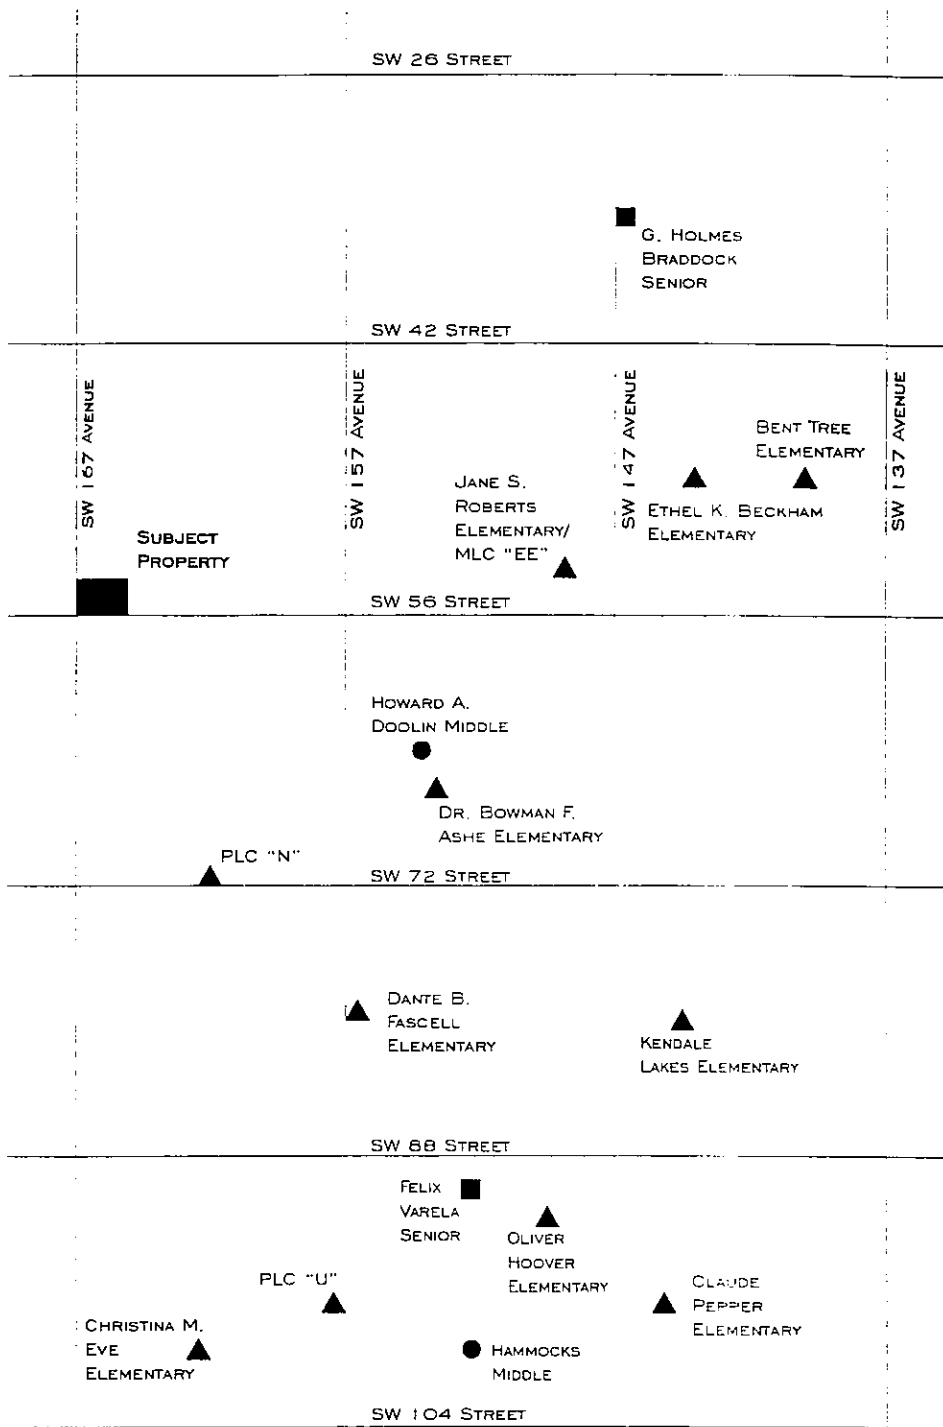 SW 26 STREET
G. HOLMES
BRADDOCK
SENIOR
SW 42 STREET
SW 167 AVENUE
SW 157 AVENUE
SW 147 AVENUE
SW 137 AVENUE
BENT TREE
ELEMENTARY
JANE S.
ROBERTS
ELEMENTARY/
MLC "EE"
ETHEL K. BECKHAM
ELEMENTARY
SUBJECT
PROPERTY
SW 56 STREET
HOWARD A.
DOOLIN MIDDLE
DR. BOWMAN F.
ASHE ELEMENTARY
PLC "N"
SW 72 STREET
DANTE B.
FASCELL
ELEMENTARY
KENDALE
LAKES ELEMENTARY
SW 88 STREET
FELIX
VARELA
SENIOR
OLIVER
HOOVER
ELEMENTARY
PLC "U"
CLAUDE
PEPPER
ELEMENTARY
CHRISTINA M.
EVE
ELEMENTARY
HAMMOCKS
MIDDLE
SW 104 STREET